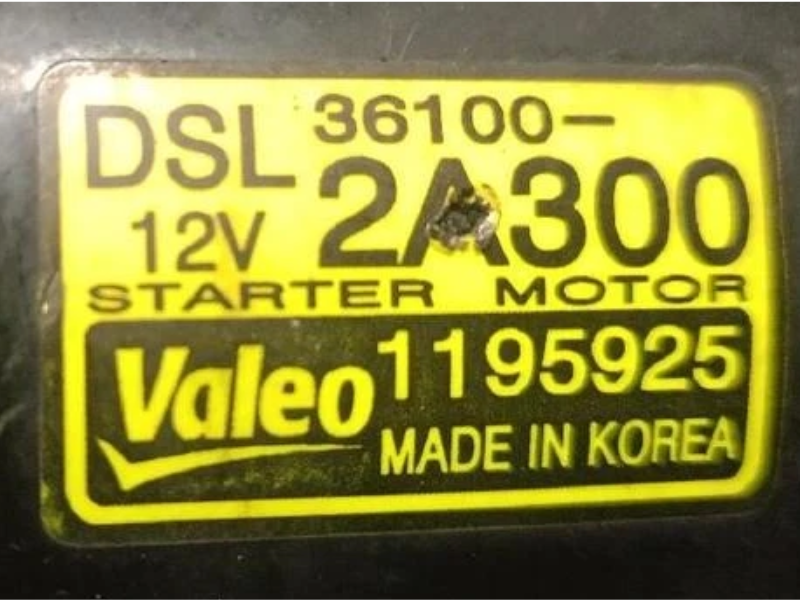 DSL 36100-
12V 2A300
STARTER MOTOR
Valeo 1195925
MADE IN KOREA